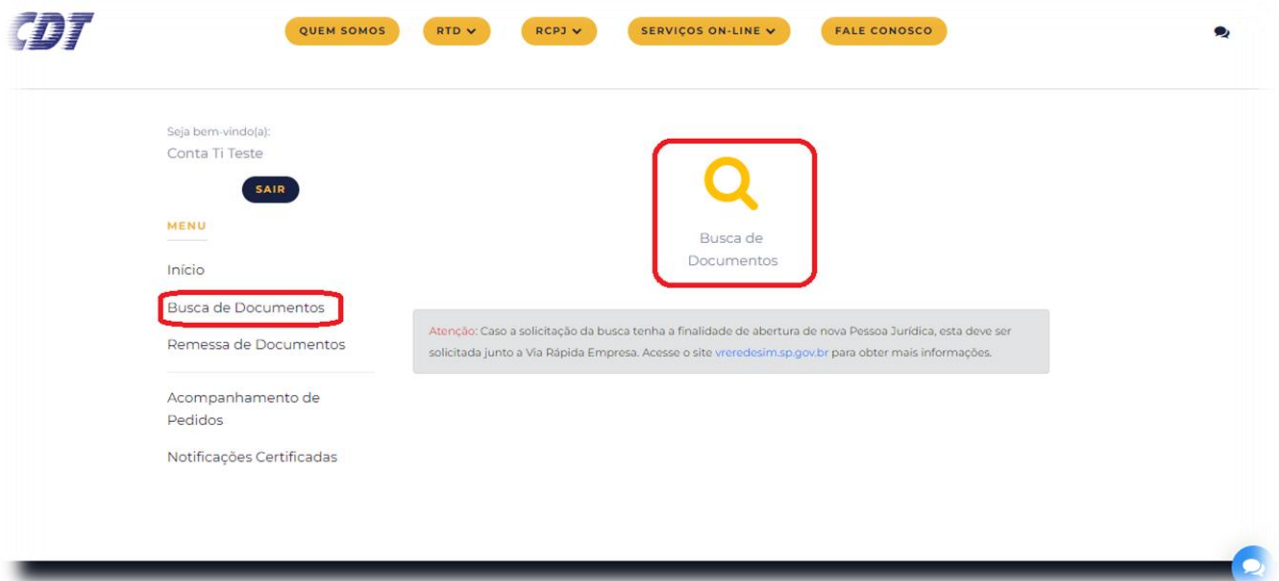 CDT
QUEM SOMOS
RTD
RCPJ
SERVIÇOS ON-LINE
FALE CONOSCO
Seja bem-vindo(a):
Conta Ti Teste
SAIR
MENU
Início
Busca de Documentos
Remessa de Documentos
Acompanhamento de
Pedidos
Notificações Certificadas
Busca de
Documentos
Atenção: Caso a solicitação da busca tenha a finalidade de abertura de nova Pessoa Jurídica, esta deve ser
solicitada junto a Via Rápida Empresa. Acesse o site vreredesim.sp.gov.br para obter mais informações.